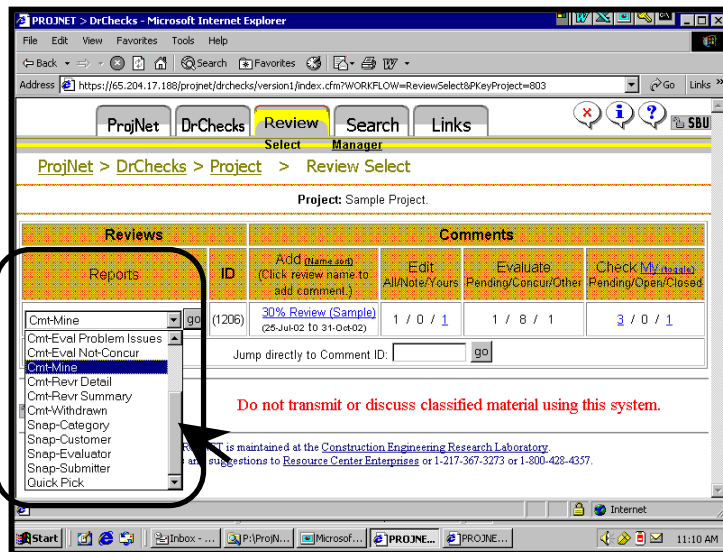 PROJNET > DrChecks - Microsoft Internet Explorer
File Edit View Favorites Tools Help
Back Search Favorites
Address https://65.204.17.188/projnet/drchecks/version1/index.cfm?WORKFLOW=ReviewSelect&PKeyProject=803 Go Links »
ProjNet DrChecks Review Search Links SBU
Select Manager
ProjNet > DrChecks > Project > Review Select
Project: Sample Project.
Reviews Comments
Reports ID Add (Name sort) (Click review name to add comment.) Edit All/Note/Yours Evaluate Pending/Concur/Other Check My (toggle) Pending/Open/Closed
Cmt-Mine go (1206) 30% Review (Sample) 1 / 0 / 1 1 / 8 / 1 3 / 0 / 1
(25-Jul-02 to 31-Oct-02)
Cmt-Eval Problem Issues
Cmt-Eval Not-Concur
Cmt-Mine
Jump directly to Comment ID: go
Cmt-Revr Detail
Cmt-Revr Summary
Cmt-Withdrawn
Do not transmit or discuss classified material using this system.
Snap-Category
Snap-Customer
Snap-Evaluator
Snap-Submitter
Quick Pick
NET is maintained at the Construction Engineering Research Laboratory.
suggestions to Resource Center Enterprises or 1-217-367-3273 or 1-800-428-4357.
Internet
Start Inbox - ... P:\ProjN... Microsof... PROJNE... PROJNE... 11:10 AM